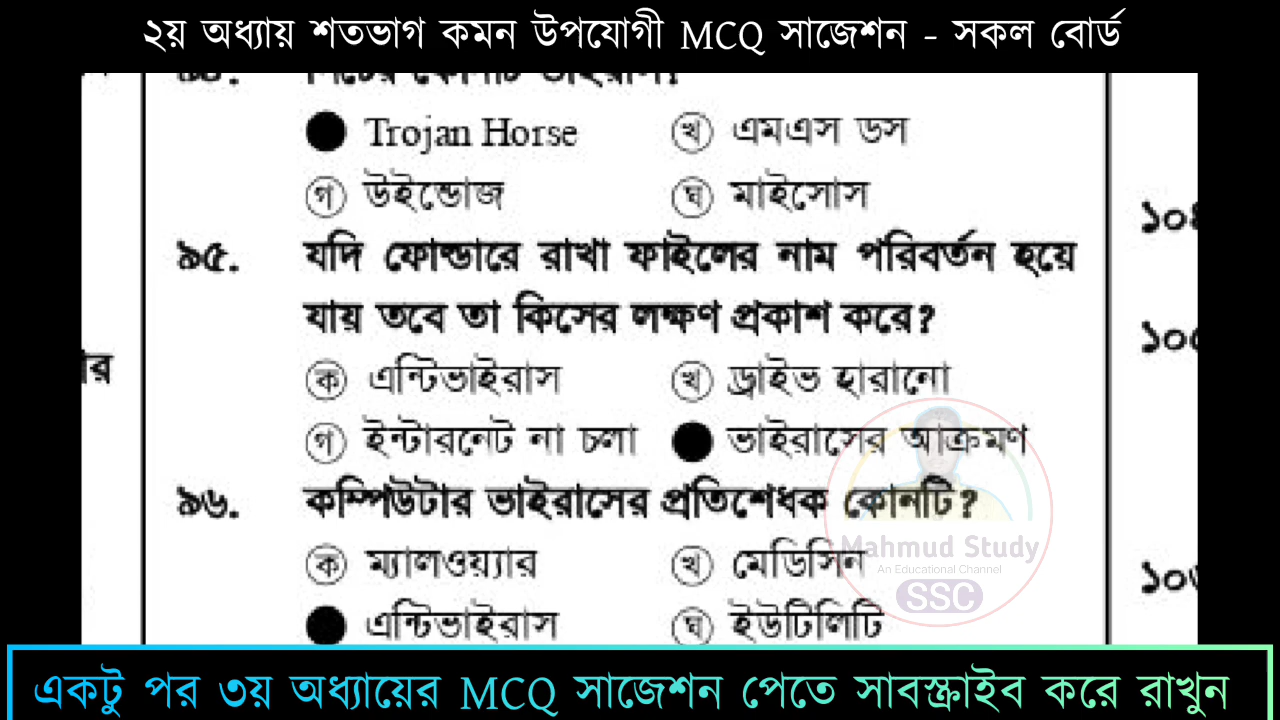 ২য় অধ্যায় শতভাগ কমন উপযোগী MCQ সাজেশন - সকল বোর্ড
Trojan Horse
খ এমএস ডস
গ উইন্ডোজ
ঘ মাইসোস
৯৫. যদি ফোল্ডারে রাখা ফাইলের নাম পরিবর্তন হয়ে
যায় তবে তা কিসের লক্ষণ প্রকাশ করে?
ক এন্টিভাইরাস
খ ড্রাইভ হারানো
গ ইন্টারনেট না চলা
ভাইরাসের আক্রমণ
৯৬. কম্পিউটার ভাইরাসের প্রতিশেধক কোনটি?
ক ম্যালওয়্যার
খ মেডিসিন
এন্টিভাইরাস
ঘ ইউটিলিটি
Mahmud Study
An Educational Channel
SSC
একটু পর ৩য় অধ্যায়ের MCQ সাজেশন পেতে সাবস্ক্রাইব করে রাখুন